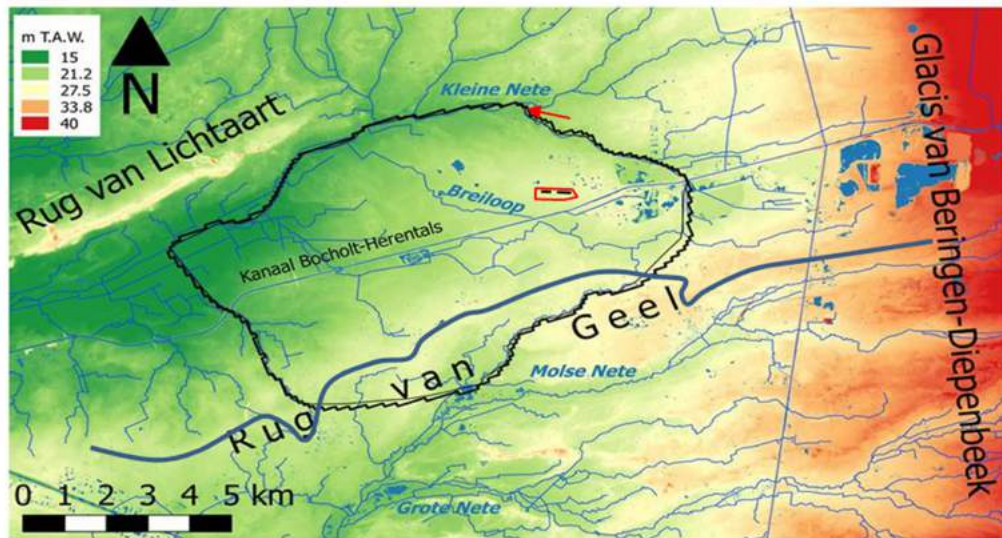 m T.A.W.
15
21.2
27.5
33.8
40
N
Kleine Nete
Rug van Lichtaart
Breiloop
Kanaal Bocholt-Herentals
Glacis van Beringen-Diepenbeek
Rug van Geel
Molse Nete
Grote Nete
0 1 2 3 4 5 km